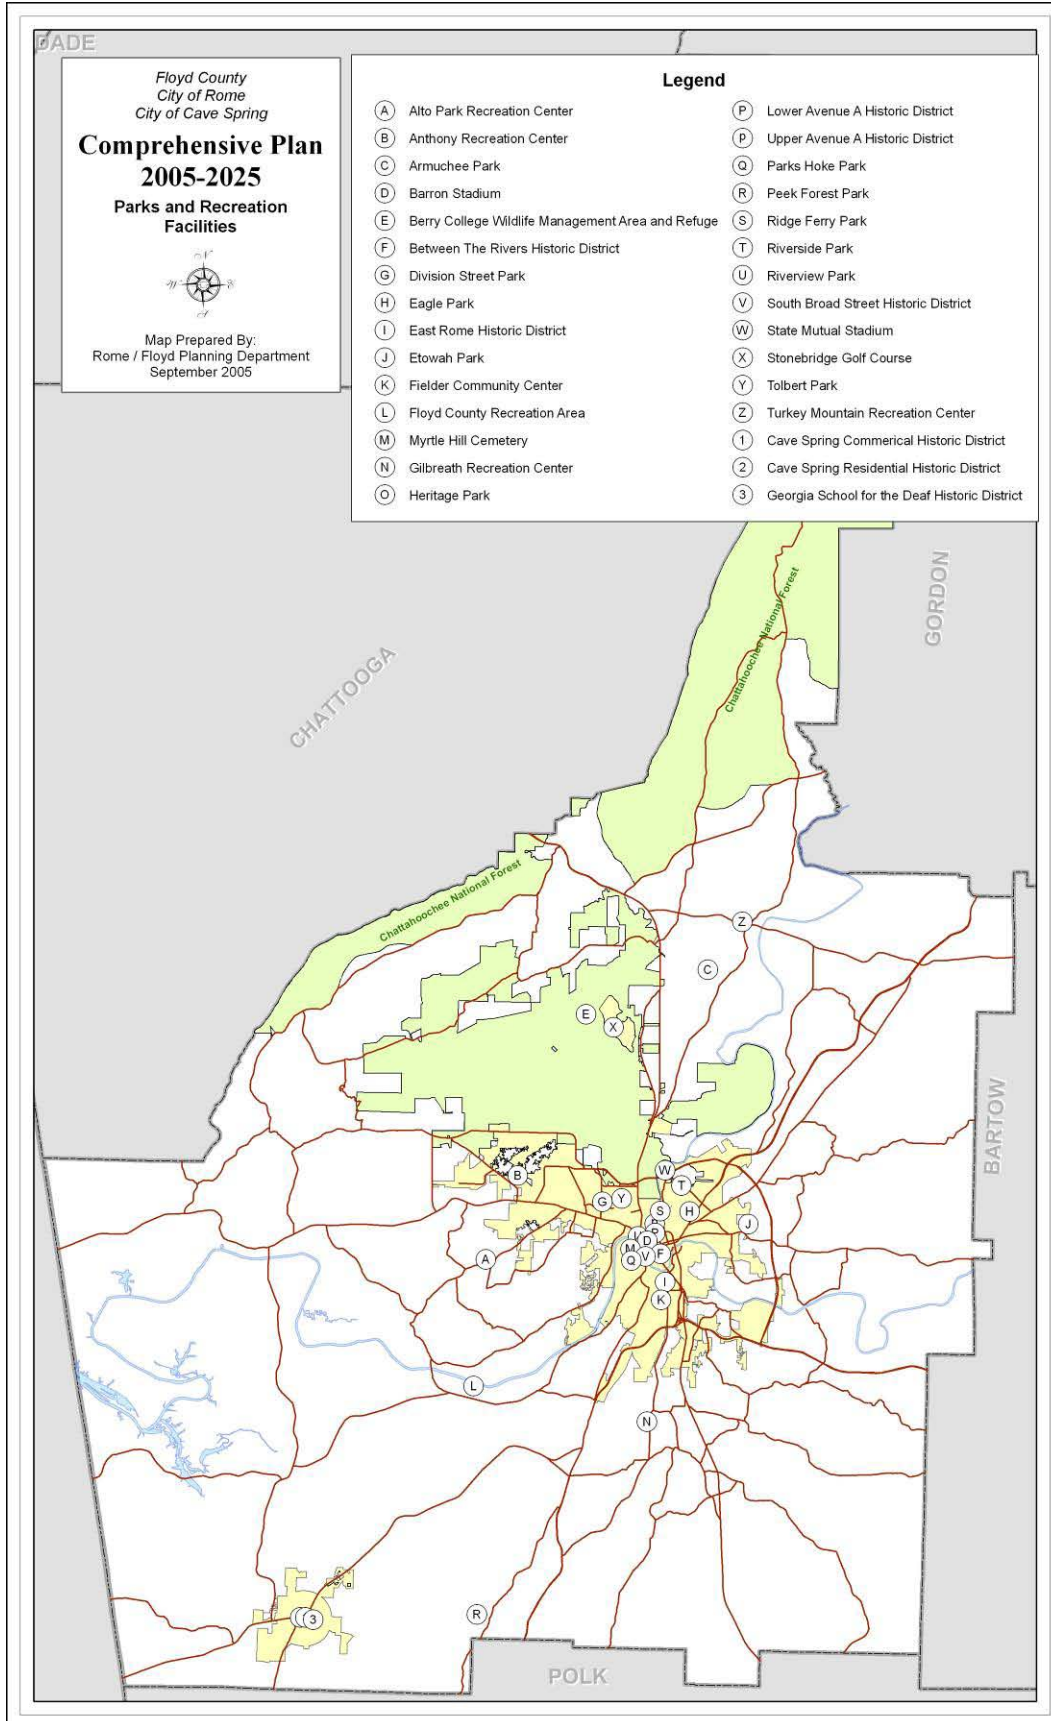 DADE
Floyd County
City of Rome
City of Cave Spring
Comprehensive Plan
2005-2025
Parks and Recreation
Facilities
N
W
E
S
Map Prepared By:
Rome / Floyd Planning Department
September 2005
Legend
A Alto Park Recreation Center
B Anthony Recreation Center
C Armuchee Park
D Barron Stadium
E Berry College Wildlife Management Area and Refuge
F Between The Rivers Historic District
G Division Street Park
H Eagle Park
I East Rome Historic District
J Etowah Park
K Fielder Community Center
L Floyd County Recreation Area
M Myrtle Hill Cemetery
N Gilbreath Recreation Center
O Heritage Park
P Lower Avenue A Historic District
P Upper Avenue A Historic District
Q Parks Hoke Park
R Peek Forest Park
S Ridge Ferry Park
T Riverside Park
U Riverview Park
V South Broad Street Historic District
W State Mutual Stadium
X Stonebridge Golf Course
Y Tolbert Park
Z Turkey Mountain Recreation Center
1 Cave Spring Commerical Historic District
2 Cave Spring Residential Historic District
3 Georgia School for the Deaf Historic District
GORDON
Chattahoochee National Forest
CHATTOOGA
Chattahoochee National Forest
Z
C
E
X
BARTOW
W
B
T
G
Y
S
H
J
D
M
V
F
Q
A
I
K
L
N
R
3
POLK